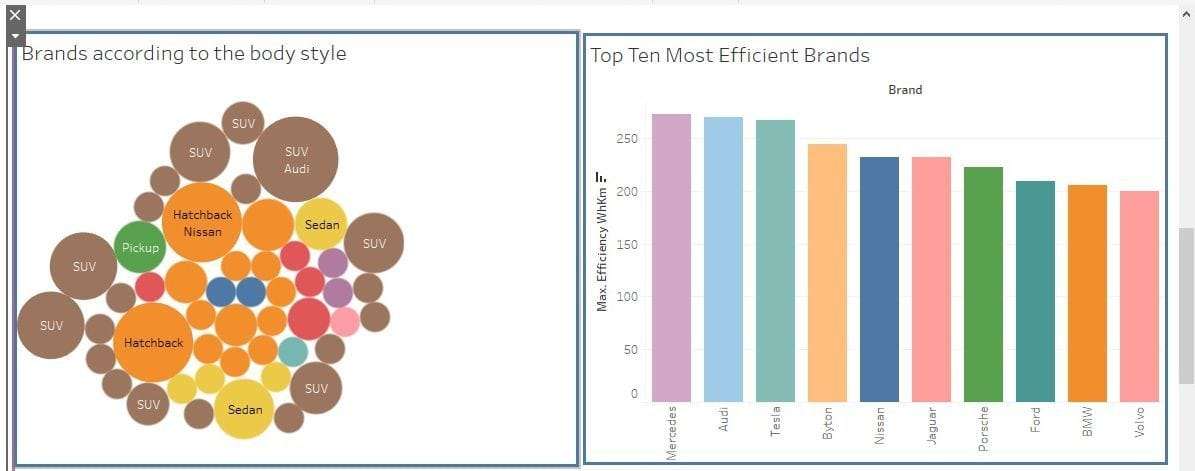 Brands according to the body style
SUV
SUV
SUV
Audi
Hatchback
Nissan
Sedan
SUV
Pickup
SUV
SUV
Hatchback
SUV
SUV
Sedan
Top Ten Most Efficient Brands
Brand
Max. Efficiency WhKm
250
200
150
100
50
0
Mercedes
Audi
Tesla
Byton
Nissan
Jaguar
Porsche
Ford
BMW
Volvo